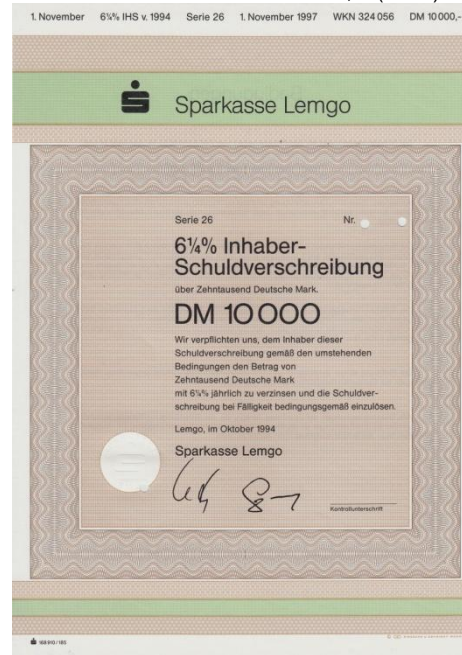 1. November 6¼% IHS v. 1994 Serie 26 1. November 1997 WKN 324 056 DM 10 000,-
Sparkasse Lemgo
Serie 26 Nr.
6¼% Inhaber-
Schuldverschreibung
über Zehntausend Deutsche Mark.
DM 10 000
Wir verpflichten uns, dem Inhaber dieser
Schuldverschreibung gemäß den umstehenden
Bedingungen den Betrag von
Zehntausend Deutsche Mark
mit 6¼% jährlich zu verzinsen und die Schuldver-
schreibung bei Fälligkeit bedingungsgemäß einzulösen.
Lemgo, im Oktober 1994
Sparkasse Lemgo
Kontrollunterschrift